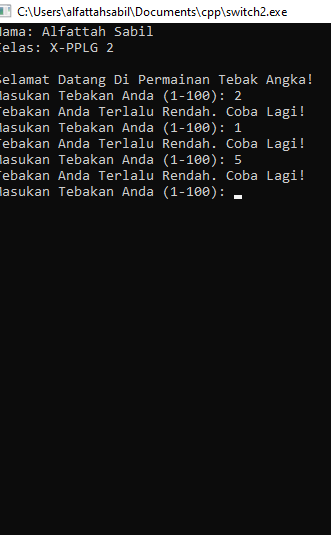 C:\Users\alfattahsabil\Documents\cpp\switch2.exe
Nama: Alfattah Sabil
Kelas: X-PPLG 2
Selamat Datang Di Permainan Tebak Angka!
Masukan Tebakan Anda (1-100): 2
Tebakan Anda Terlalu Rendah. Coba Lagi!
Masukan Tebakan Anda (1-100): 1
Tebakan Anda Terlalu Rendah. Coba Lagi!
Masukan Tebakan Anda (1-100): 5
Tebakan Anda Terlalu Rendah. Coba Lagi!
Masukan Tebakan Anda (1-100):